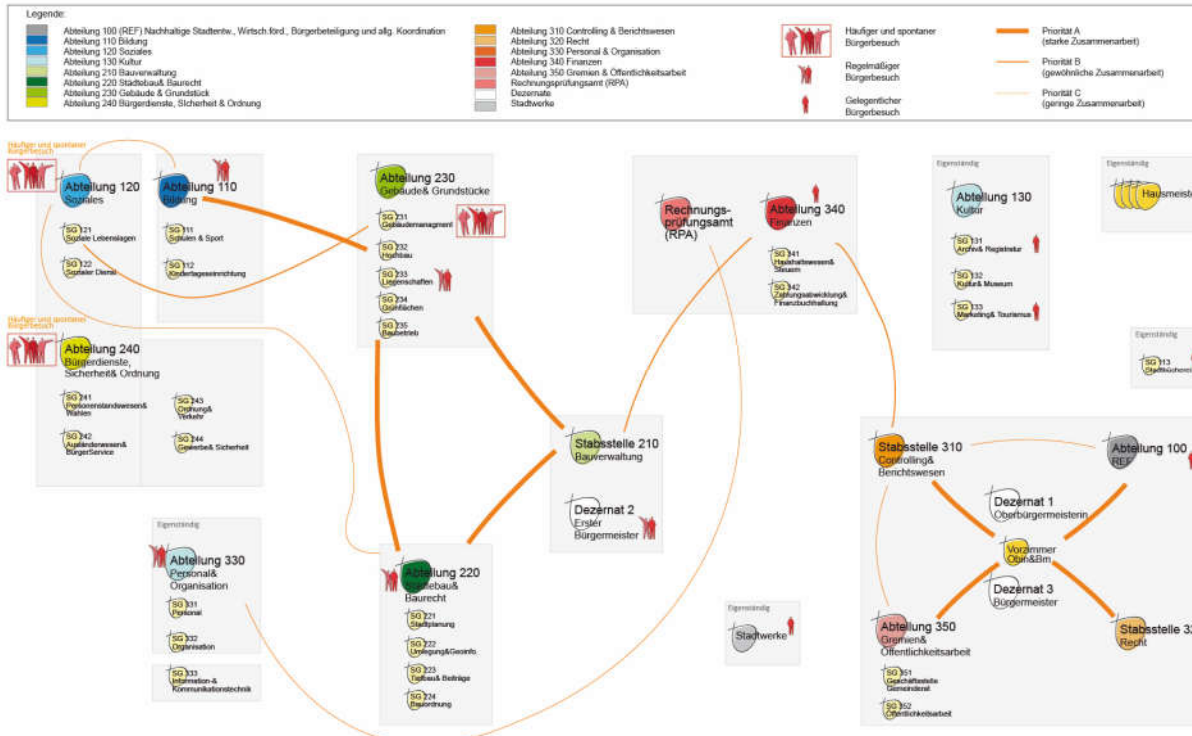 Legende:
Abteilung 100 (REF) Nachhaltige Stadtentw., Wirtsch.förd., Bürgerbeteiligung und allg. Koordination
Abteilung 110 Bildung
Abteilung 120 Soziales
Abteilung 130 Kultur
Abteilung 210 Bauverwaltung
Abteilung 220 Städtebau& Baurecht
Abteilung 230 Gebäude & Grundstück
Abteilung 240 Bürgerdienste, Sicherheit & Ordnung
Abteilung 310 Controlling & Berichtswesen
Abteilung 320 Recht
Abteilung 330 Personal & Organisation
Abteilung 340 Finanzen
Abteilung 350 Gremien & Öffentlichkeitsarbeit
Rechnungsprüfungsamt (RPA)
Dezernate
Stadtwerke
Häufiger und spontaner
Bürgerbesuch
Regelmäßiger
Bürgerbesuch
Gelegentlicher
Bürgerbesuch
Priorität A
(starke Zusammenarbeit)
Priorität B
(gewöhnliche Zusammenarbeit)
Priorität C
(geringe Zusammenarbeit)
Häufiger und spontaner
Bürgerbesuch
Abteilung 120
Soziales
SG 121
Soziale Lebenslagen
SG 122
Sozialer Dienst
Abteilung 110
Bildung
SG 111
Schulen & Sport
SG 112
Kindertageseinrichtung
Abteilung 230
Gebäude& Grundstücke
SG 231
Gebäudemanagment
SG 232
Hochbau
SG 233
Liegenschaften
SG 234
Grünflächen
SG 235
Baubetrieb
Rechnungs-
prüfungsamt
(RPA)
Abteilung 340
Finanzen
SG 341
Haushaltswesen&
Steuern
SG 342
Zahlungsabwicklung&
Finanzbuchhaltung
Eigenständig
Abteilung 130
Kultur
SG 131
Archiv& Registratur
SG 132
Kultur& Museum
SG 133
Marketing& Tourismus
Eigenständig
Hausmeister
Eigenständig
SG 113
Stadtbücherei
Häufiger und spontaner
Bürgerbesuch
Abteilung 240
Bürgerdienste,
Sicherheit& Ordnung
SG 241
Personenstandswesen&
Wahlen
SG 242
Ausländerwesen&
BürgerService
SG 243
Ordnung&
Verkehr
SG 244
Gewerbe& Sicherheit
Stabsstelle 210
Bauverwaltung
Dezernat 2
Erster
Bürgermeister
Stabsstelle 310
Controlling&
Berichtswesen
Abteilung 100
REF
Dezernat 1
Oberbürgermeisterin
Vorzimmer
Obin&Bm
Dezernat 3
Bürgermeister
Abteilung 350
Gremien&
Öffentlichkeitsarbeit
SG 351
Geschäftsstelle
Gemeinderat
SG 352
Öffentlichkeitsarbeit
Stabsstelle 32
Recht
Eigenständig
Abteilung 330
Personal&
Organisation
SG 331
Personal
SG 332
Organisation
SG 333
Information-&
Kommunikationstechnik
Abteilung 220
Städtebau&
Baurecht
SG 221
Stadtplanung
SG 222
Umlegung&Geoinfo.
SG 223
Tiefbau& Beiträge
SG 224
Bauordnung
Eigenständig
Stadtwerke